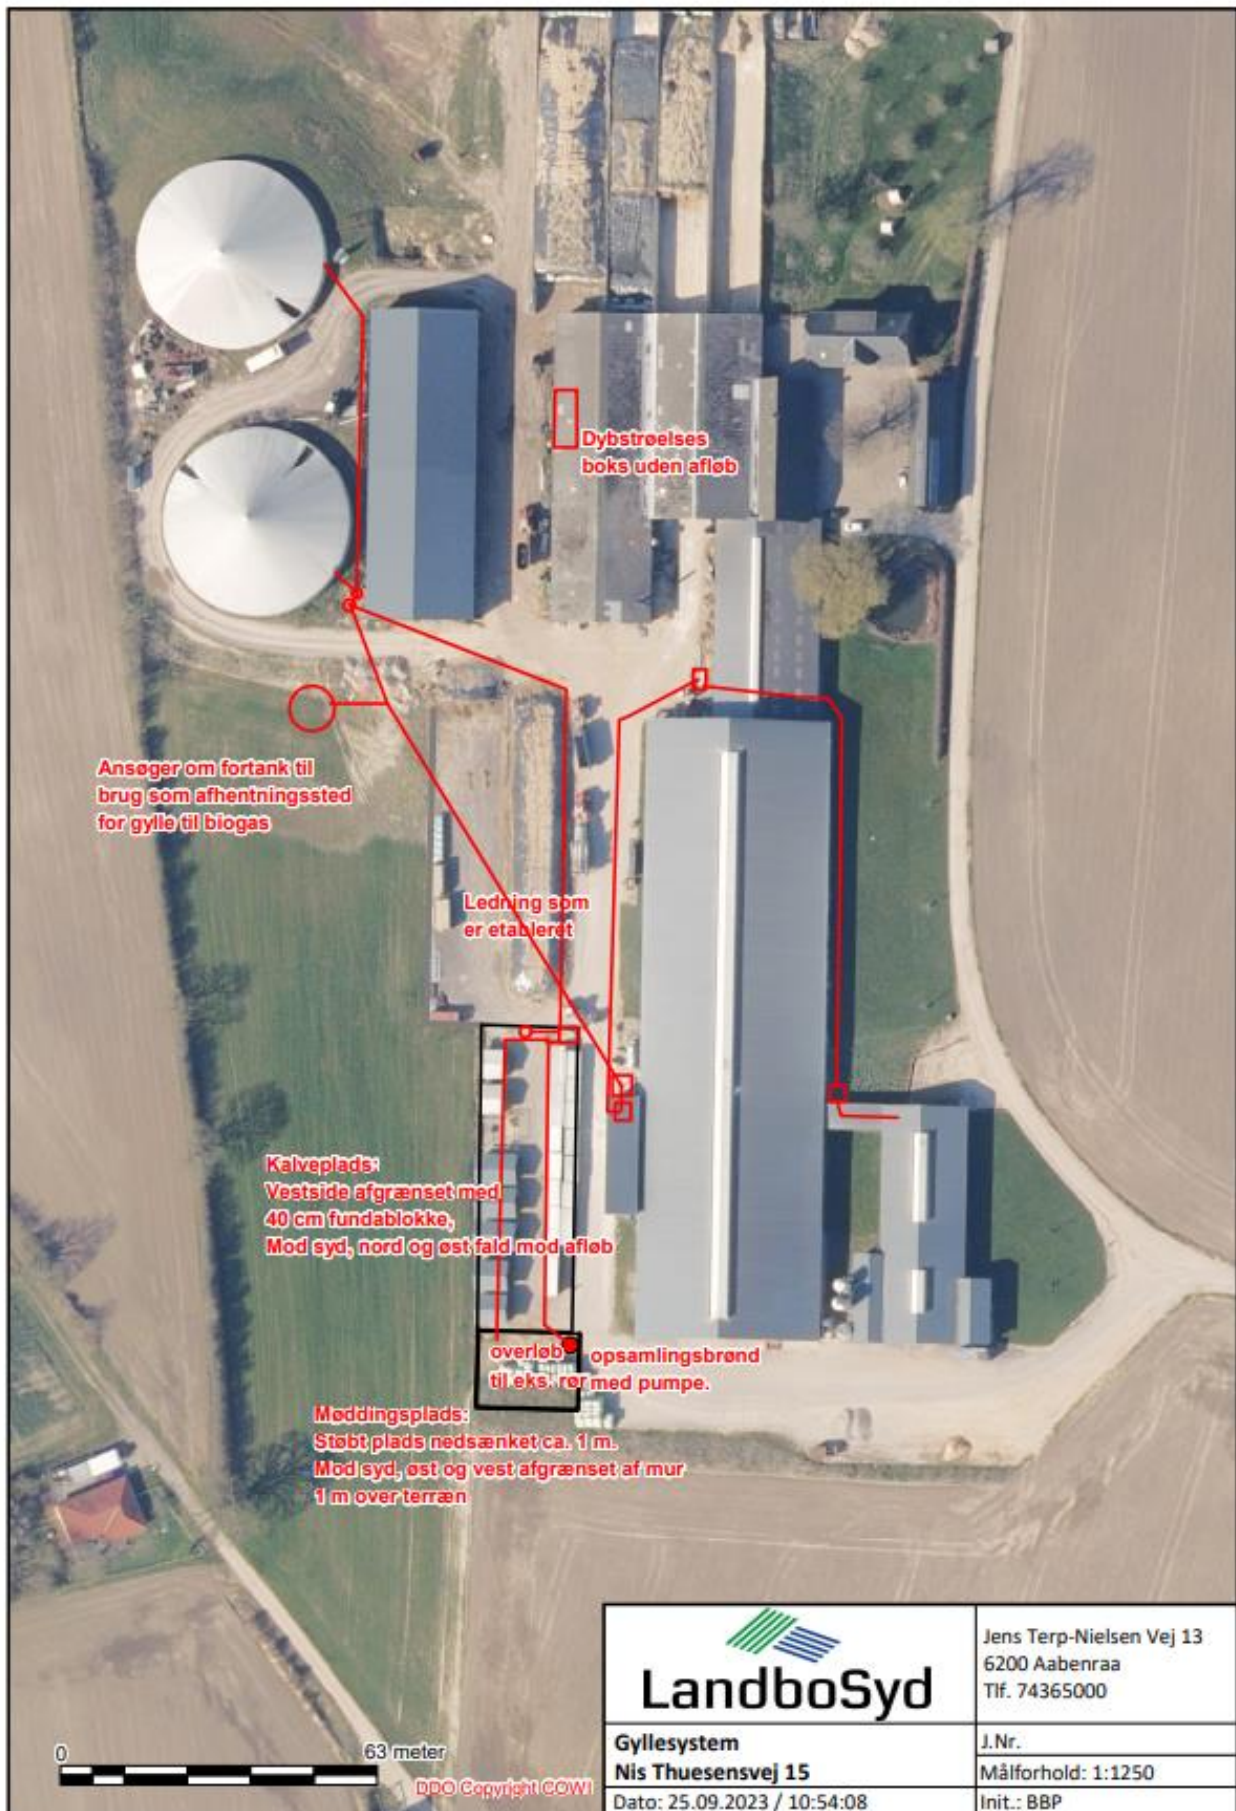 Dybstrøelses
boks uden afløb
Ansøger om fortank til
brug som afhentningssted
for gylle til biogas
Ledning som
er etableret
Kalveplads:
Vestside afgrænset med
40 cm fundablokke,
Mod syd, nord og øst fald mod afløb
overløb
til eks. rør
opsamlingsbrønd
med pumpe.
Møddingsplads:
Støbt plads nedsænket ca. 1 m.
Mod syd, øst og vest afgrænset af mur
1 m over terræn
0 63 meter
DDO Copyright COWI
LandboSyd
Jens Terp-Nielsen Vej 13
6200 Aabenraa
Tlf. 74365000
Gyllesystem
Nis Thuesensvej 15
J.Nr.
Målforhold: 1:1250
Dato: 25.09.2023 / 10:54:08
Init.: BBP